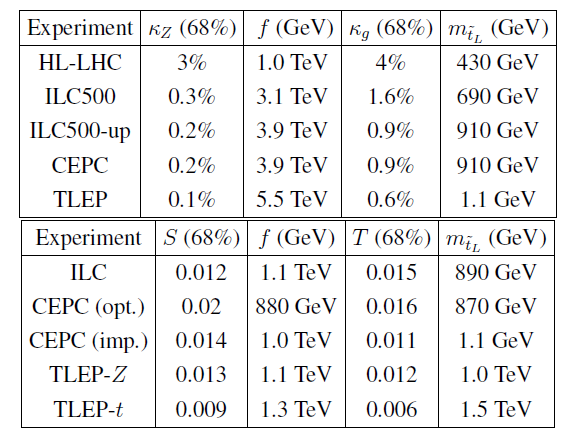 Experiment κ_Z (68%) f (GeV) κ_g (68%) m_{t̃_L} (GeV)
HL-LHC 3% 1.0 TeV 4% 430 GeV
ILC500 0.3% 3.1 TeV 1.6% 690 GeV
ILC500-up 0.2% 3.9 TeV 0.9% 910 GeV
CEPC 0.2% 3.9 TeV 0.9% 910 GeV
TLEP 0.1% 5.5 TeV 0.6% 1.1 GeV
Experiment S (68%) f (GeV) T (68%) m_{t̃_L} (GeV)
ILC 0.012 1.1 TeV 0.015 890 GeV
CEPC (opt.) 0.02 880 GeV 0.016 870 GeV
CEPC (imp.) 0.014 1.0 TeV 0.011 1.1 GeV
TLEP-Z 0.013 1.1 TeV 0.012 1.0 TeV
TLEP-t 0.009 1.3 TeV 0.006 1.5 TeV